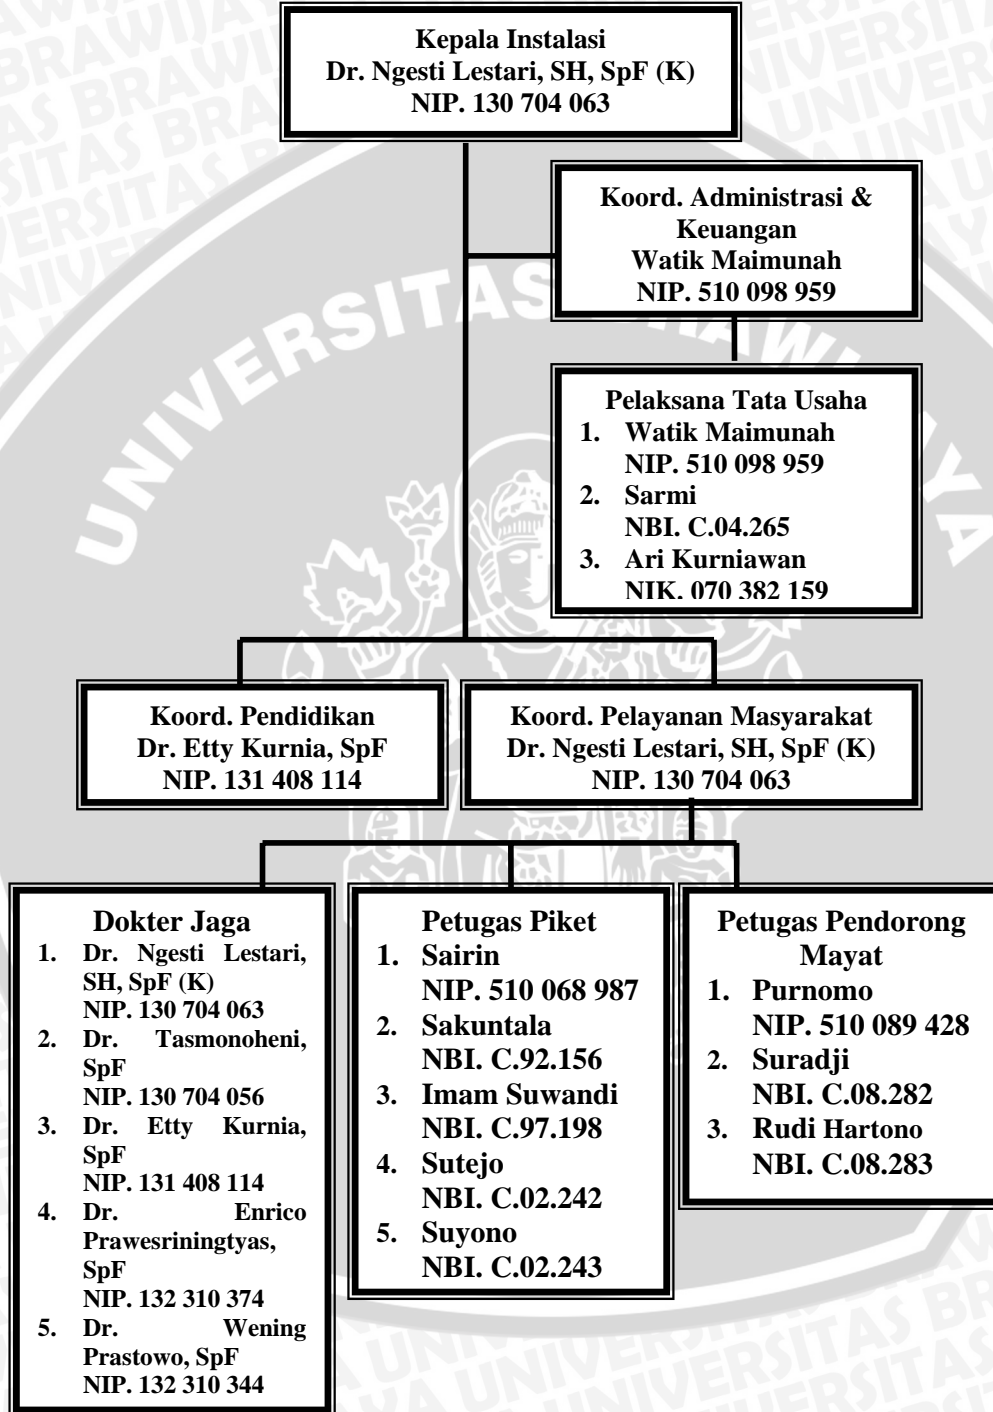 Kepala Instalasi
Dr. Ngesti Lestari, SH, SpF (K)
NIP. 130 704 063
Koord. Administrasi &
Keuangan
Watik Maimunah
NIP. 510 098 959
Pelaksana Tata Usaha
1. Watik Maimunah
NIP. 510 098 959
2. Sarmi
NBI. C.04.265
3. Ari Kurniawan
NIK. 070 382 159
Koord. Pendidikan
Dr. Etty Kurnia, SpF
NIP. 131 408 114
Koord. Pelayanan Masyarakat
Dr. Ngesti Lestari, SH, SpF (K)
NIP. 130 704 063
Dokter Jaga
1. Dr. Ngesti Lestari,
SH, SpF (K)
NIP. 130 704 063
2. Dr. Tasmonoheni,
SpF
NIP. 130 704 056
3. Dr. Etty Kurnia,
SpF
NIP. 131 408 114
4. Dr. Enrico
Prawesriningtyas,
SpF
NIP. 132 310 374
5. Dr. Wening
Prastowo, SpF
NIP. 132 310 344
Petugas Piket
1. Sairin
NIP. 510 068 987
2. Sakuntala
NBI. C.92.156
3. Imam Suwandi
NBI. C.97.198
4. Sutejo
NBI. C.02.242
5. Suyono
NBI. C.02.243
Petugas Pendorong
Mayat
1. Purnomo
NIP. 510 089 428
2. Suradji
NBI. C.08.282
3. Rudi Hartono
NBI. C.08.283
UNIVERSITAS